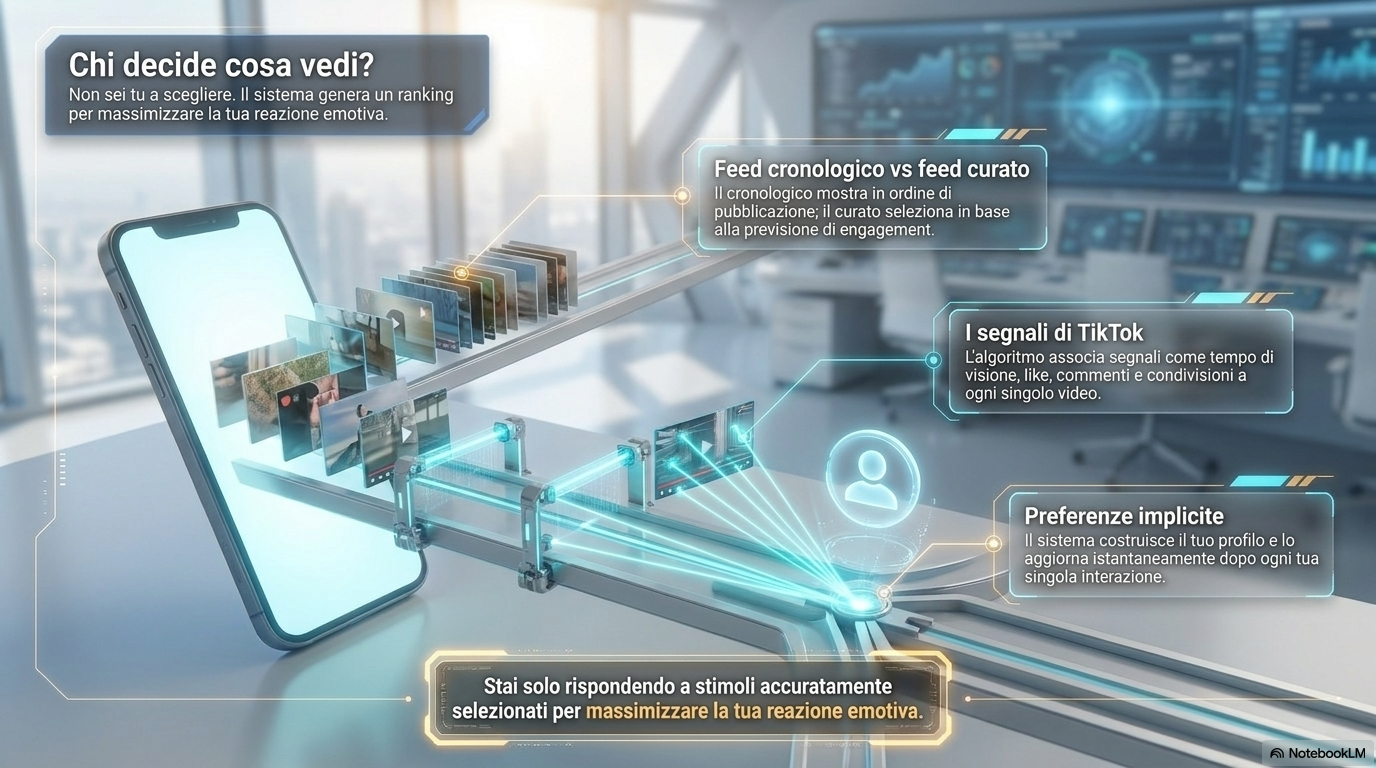 Chi decide cosa vedi?
Non sei tu a scegliere. Il sistema genera un ranking
per massimizzare la tua reazione emotiva.
Feed cronologico vs feed curato
Il cronologico mostra in ordine di
pubblicazione; il curato seleziona in base
alla previsione di engagement.
I segnali di TikTok
L'algoritmo associa segnali come tempo di
visione, like, commenti e condivisioni a
ogni singolo video.
Preferenze implicite
Il sistema costruisce il tuo profilo e lo
aggiorna istantaneamente dopo ogni tua
singola interazione.
Stai solo rispondendo a stimoli accuratamente
selezionati per massimizzare la tua reazione emotiva.
NotebookLM